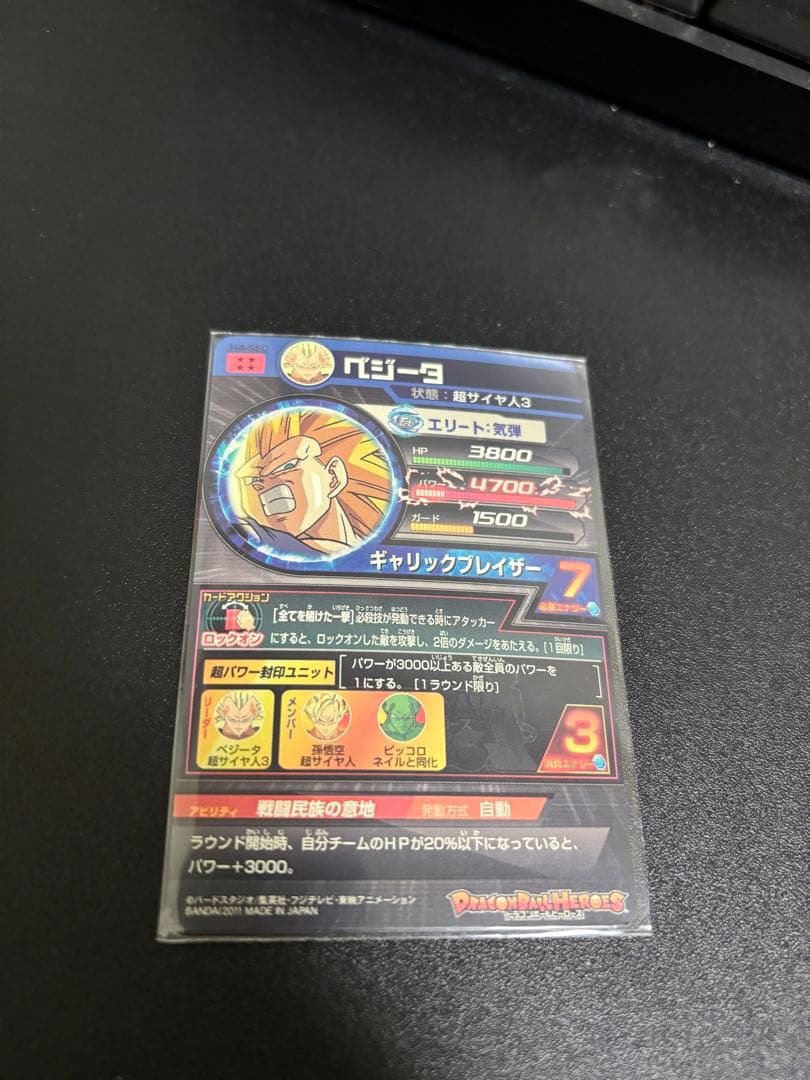 H4-SEC
ベジータ
状態：超サイヤ人3
エリート：気弾
HP 3800
パワー 4700
ガード 1500
ギャリックブレイザー
7
必要エナジー
カードアクション
ロックオン
[全てを賭けた一撃]必殺技が発動できる時にアタッカー
にすると、ロックオンした敵を攻撃し、2倍のダメージをあたえる。[1回限り]
超パワー封印ユニット
パワーが3000以上ある敵全員のパワーを
1にする。[1ラウンド限り]
リーダー
ベジータ
超サイヤ人3
メンバー
孫悟空
超サイヤ人
ピッコロ
ネイルと同化
3
消費エナジー
アビリティ 戦闘民族の意地 発動方式 自動
ラウンド開始時、自分チームのHPが20%以下になっていると、
パワー+3000。
©バードスタジオ/集英社・フジテレビ・東映アニメーション
BANDAI 2011 MADE IN JAPAN
DRAGONBALL HEROES
ドラゴンボールヒーローズ